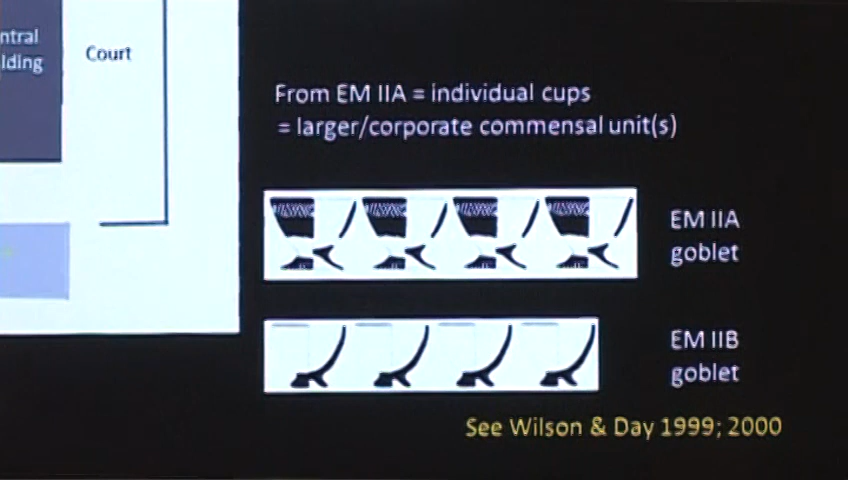 ntral
lding
Court
From EM IIA = individual cups
= larger/corporate commensal unit(s)
EM IIA
goblet
EM IIB
goblet
See Wilson & Day 1999; 2000